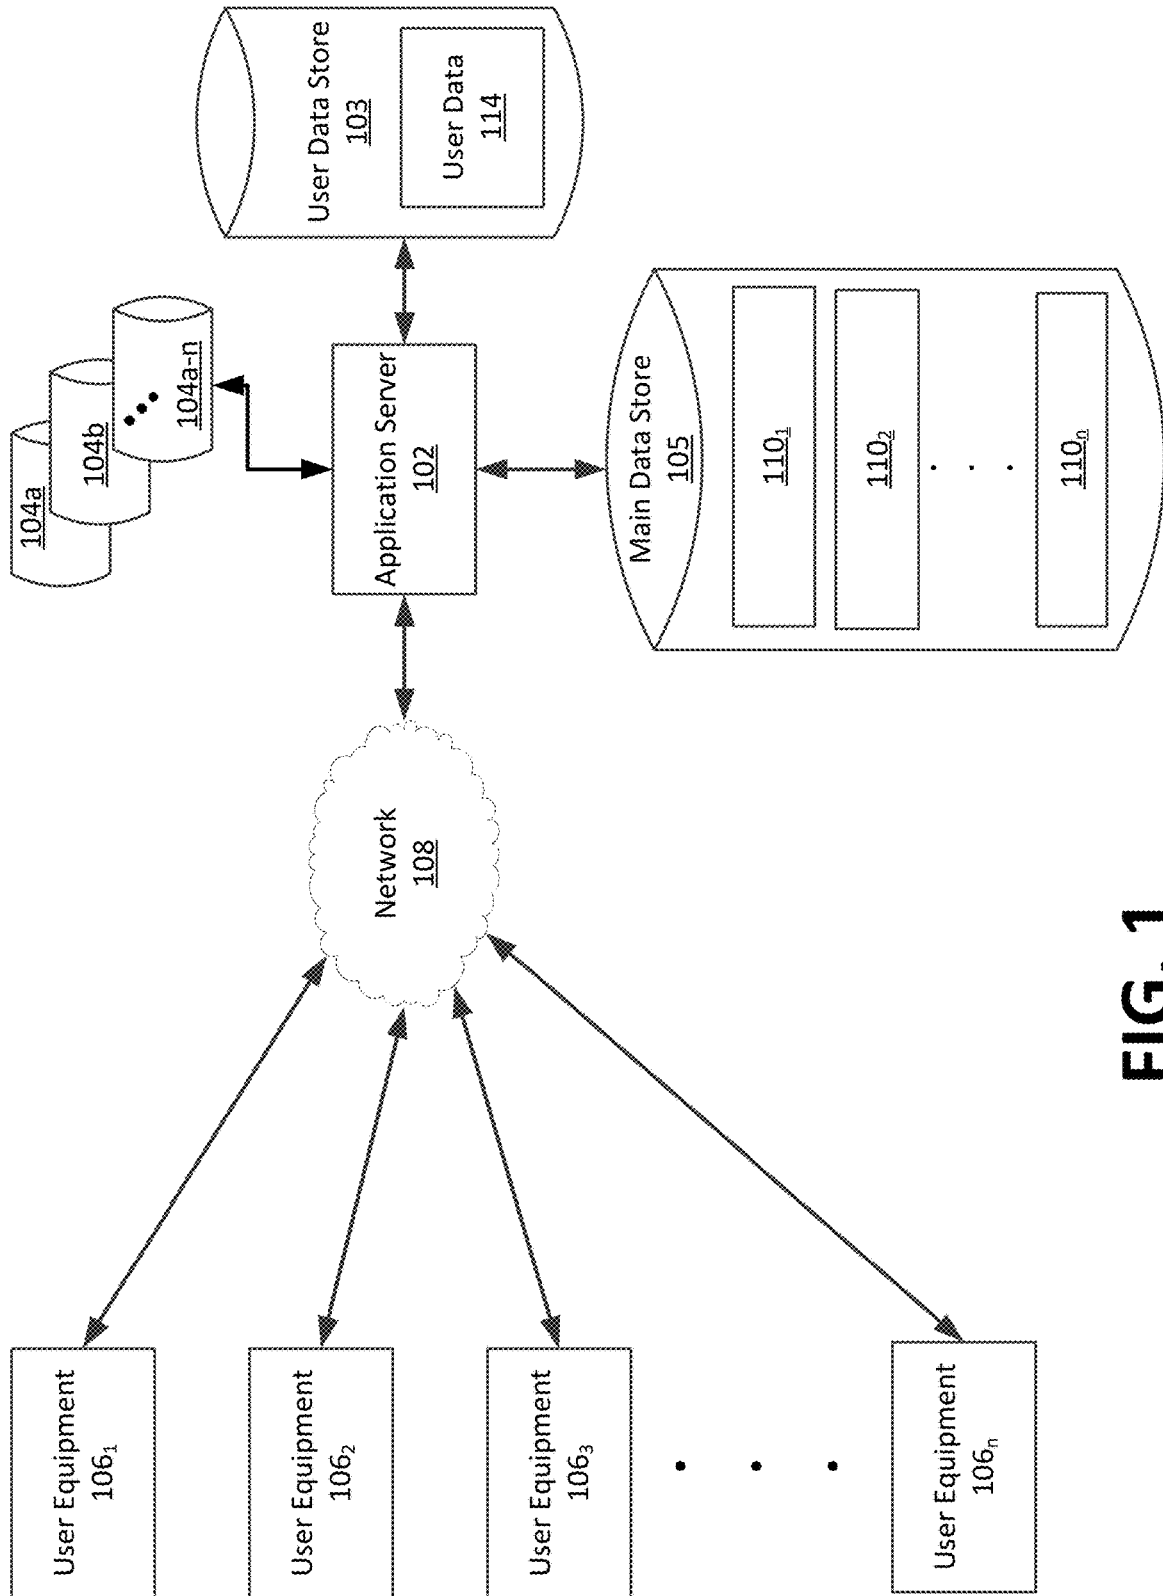 104a
104b
104a-n
User Data Store
103
User Data
114
Application Server
102
Main Data Store
105
110₁
110₂
110ₙ
Network
108
User Equipment
106₁
User Equipment
106₂
User Equipment
106₃
User Equipment
106ₙ
FIG. 1